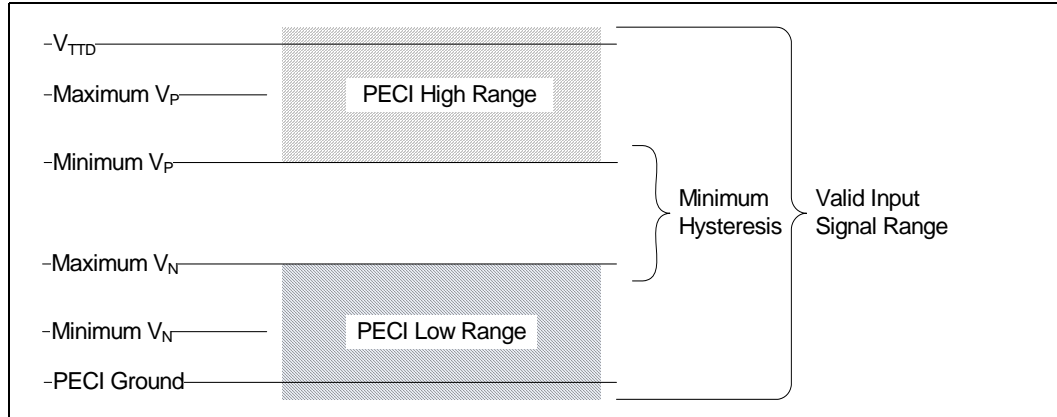 V_TTD
Maximum V_P
PECI High Range
Minimum V_P
Minimum
Hysteresis
Valid Input
Signal Range
Maximum V_N
Minimum V_N
PECI Low Range
PECI Ground